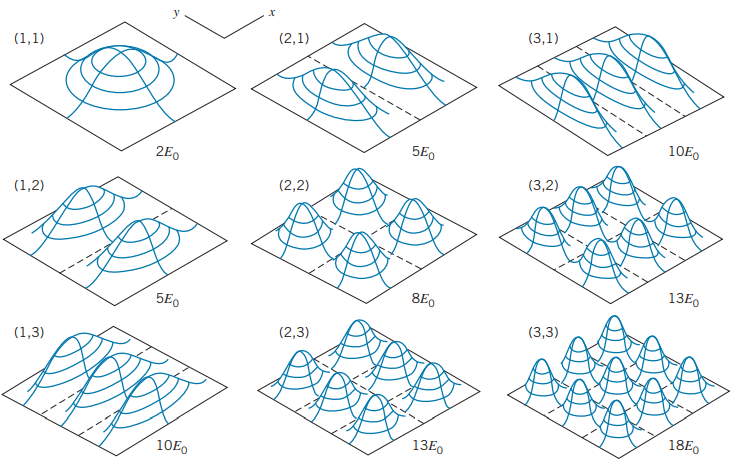 y x
(1,1) (2,1) (3,1)
2E₀ 5E₀ 10E₀
(1,2) (2,2) (3,2)
5E₀ 8E₀ 13E₀
(1,3) (2,3) (3,3)
10E₀ 13E₀ 18E₀